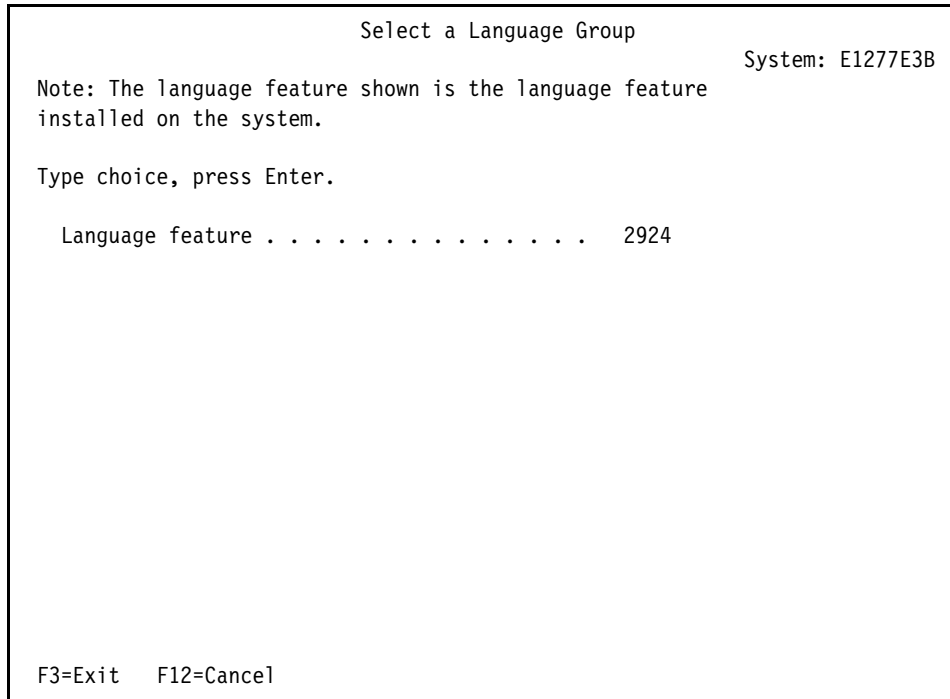 Select a Language Group
System: E1277E3B
Note: The language feature shown is the language feature
installed on the system.
Type choice, press Enter.
Language feature . . . . . . . . . . . . . . 2924
F3=Exit F12=Cancel